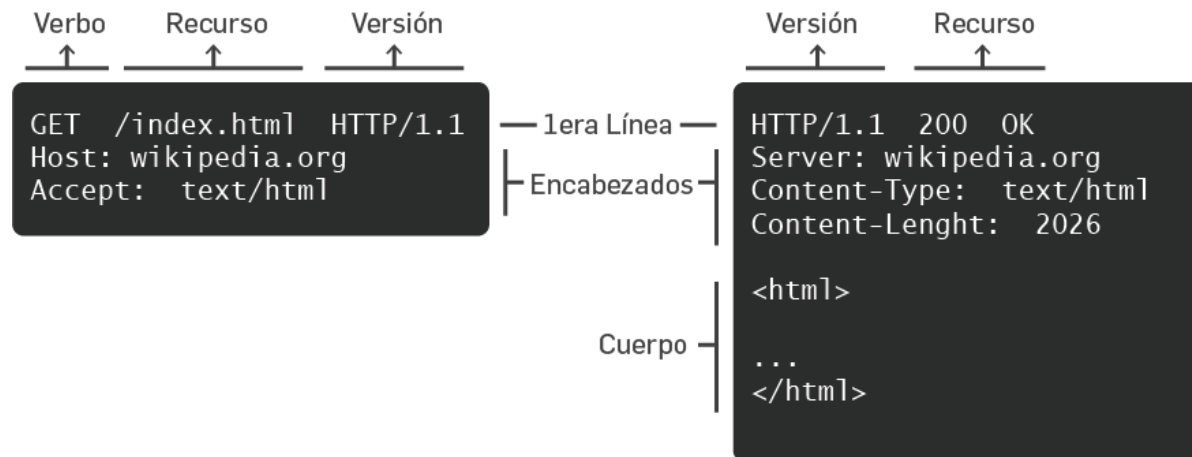 Verbo Recurso Versión
GET /index.html HTTP/1.1
Host: wikipedia.org
Accept: text/html
1era Línea
Encabezados
Cuerpo
Versión Recurso
HTTP/1.1 200 OK
Server: wikipedia.org
Content-Type: text/html
Content-Lenght: 2026
<html>
...
</html>